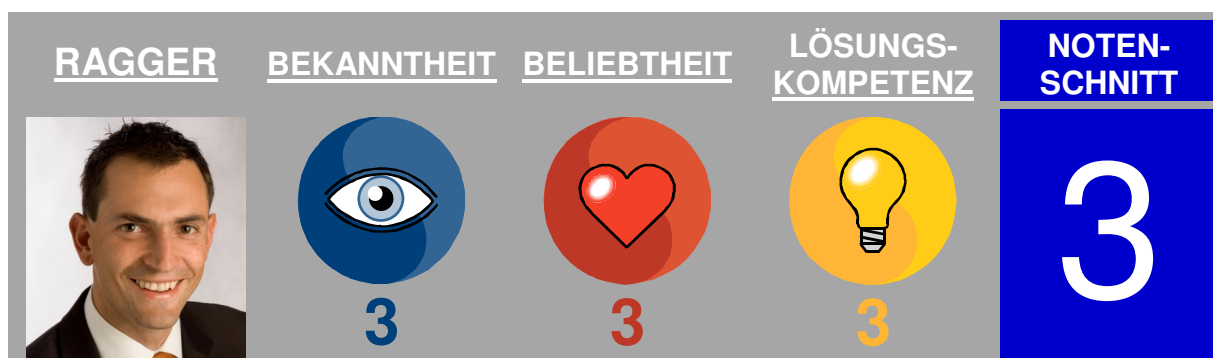 RAGGER
BEKANNTHEIT
BELIEBTHEIT
LÖSUNGS-
KOMPETENZ
NOTEN-
SCHNITT
3
3
3
3